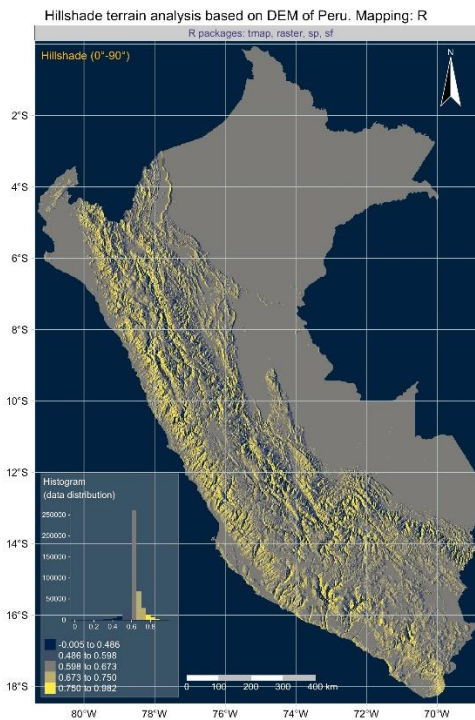 Hillshade terrain analysis based on DEM of Peru. Mapping: R
R packages: tmap, raster, sp, sf
Hillshade (0°-90°)
N
2°S
4°S
6°S
8°S
10°S
12°S
14°S
16°S
18°S
Histogram
(data distribution)
250000
200000
150000
100000
50000
0
0 0.2 0.4 0.6 0.8
-0.005 to 0.486
0.486 to 0.598
0.598 to 0.673
0.673 to 0.750
0.750 to 0.982
0 100 200 300 400 km
80°W 78°W 76°W 74°W 72°W 70°W